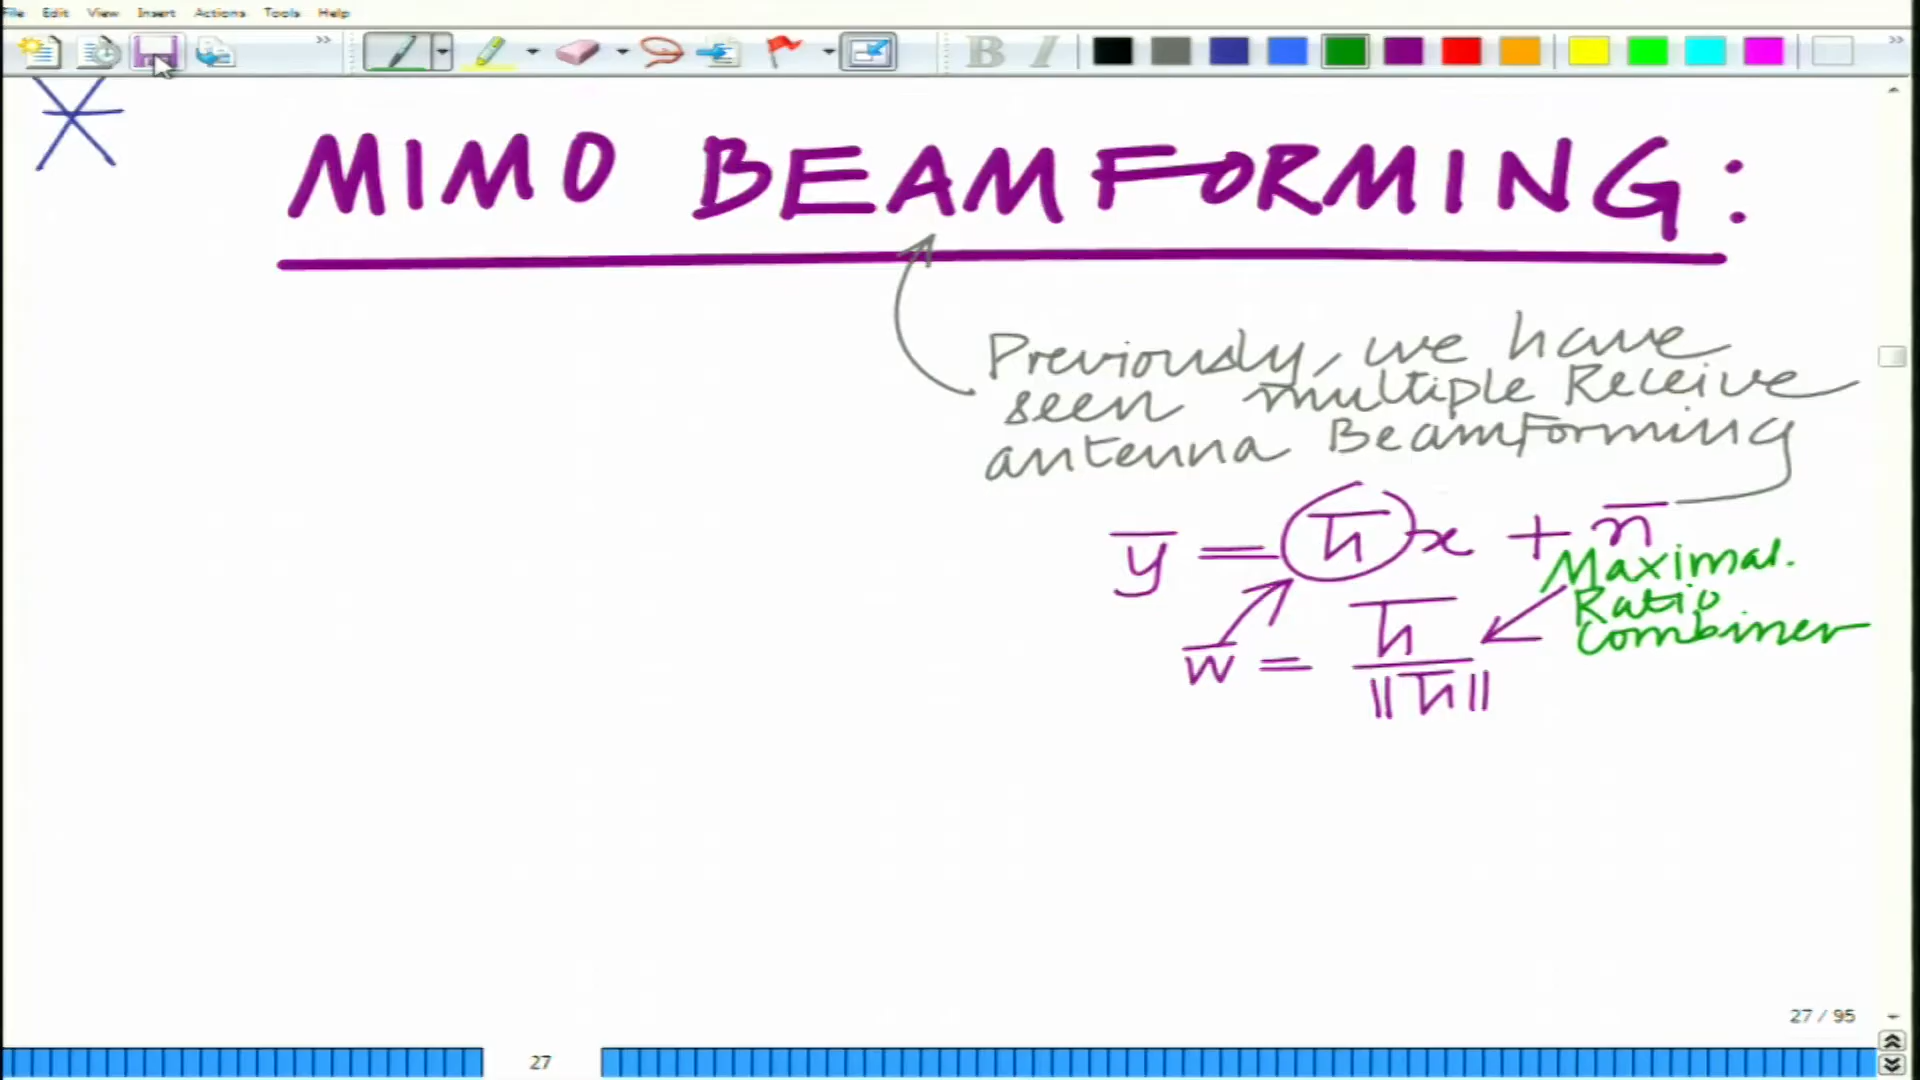 File Edit View Insert Actions Tools Help
B I
MIMO BEAMFORMING:
Previously, we have
seen multiple Receive
antenna Beamforming
y̅ = h̅x + n̅
Maximal.
Ratio
Combiner
w̅ = h̅ / ||h̅||
27 / 95
27